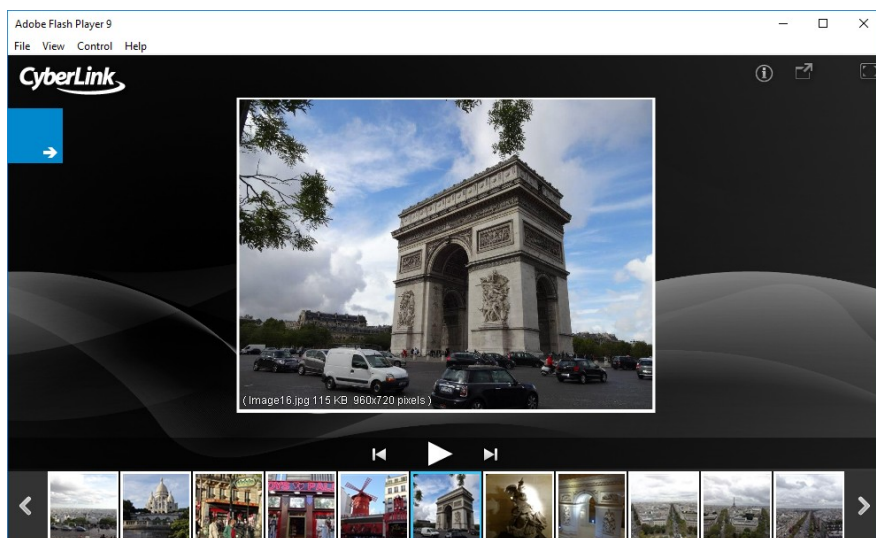 Adobe Flash Player 9
File View Control Help
CyberLink
( Image16.jpg 115 KB 960x720 pixels )